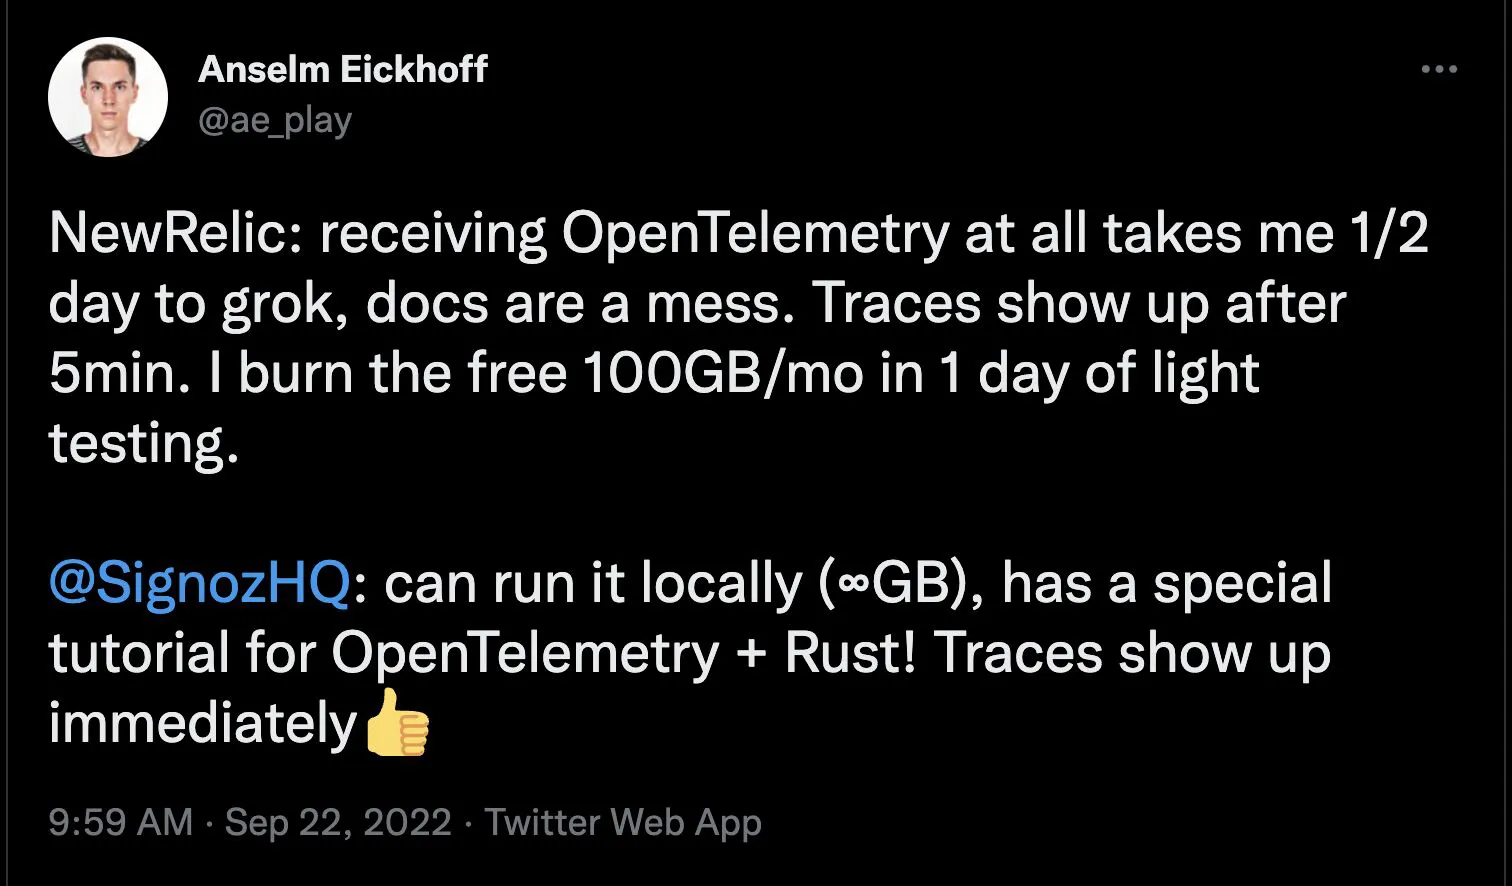 Anselm Eickhoff
@ae_play
NewRelic: receiving OpenTelemetry at all takes me 1/2
day to grok, docs are a mess. Traces show up after
5min. I burn the free 100GB/mo in 1 day of light
testing.
@SignozHQ: can run it locally (∞GB), has a special
tutorial for OpenTelemetry + Rust! Traces show up
immediately👍
9:59 AM · Sep 22, 2022 · Twitter Web App